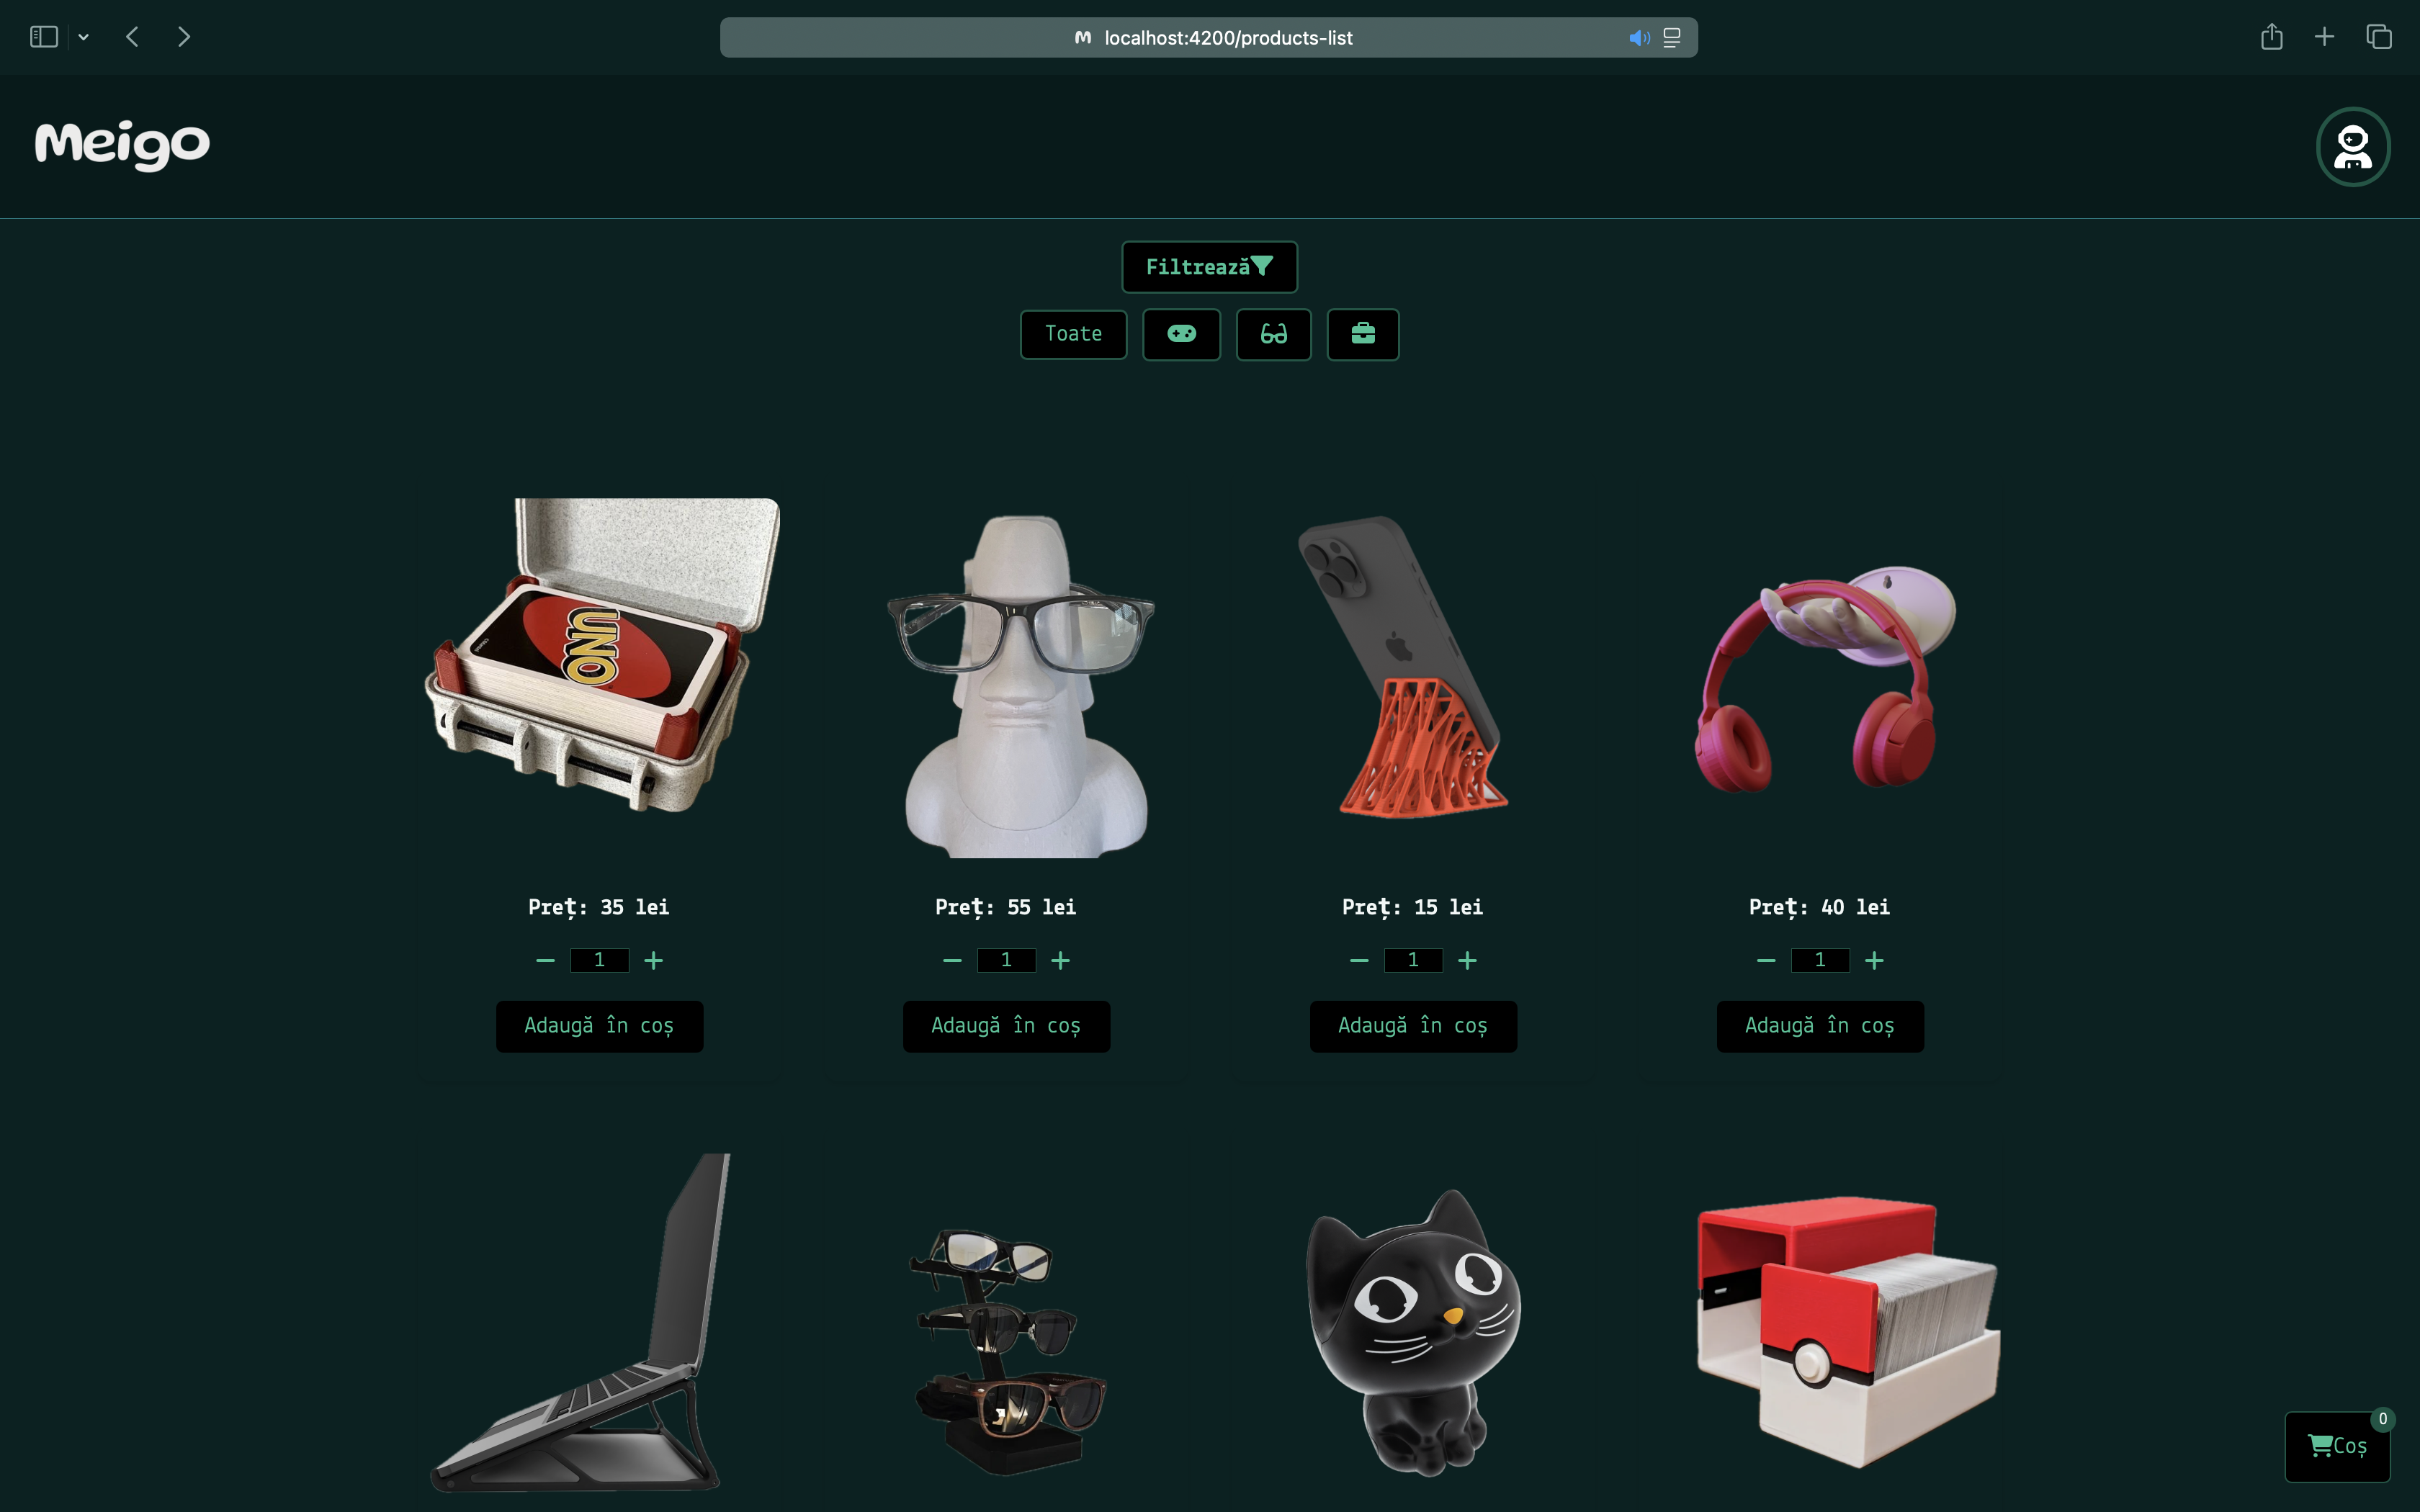 localhost:4200/products-list
Meigo
Filtrează
Toate
UNO
Preț: 35 lei
Preț: 55 lei
Preț: 15 lei
Preț: 40 lei
1
1
1
1
Adaugă în coș
Adaugă în coș
Adaugă în coș
Adaugă în coș
0
Coș